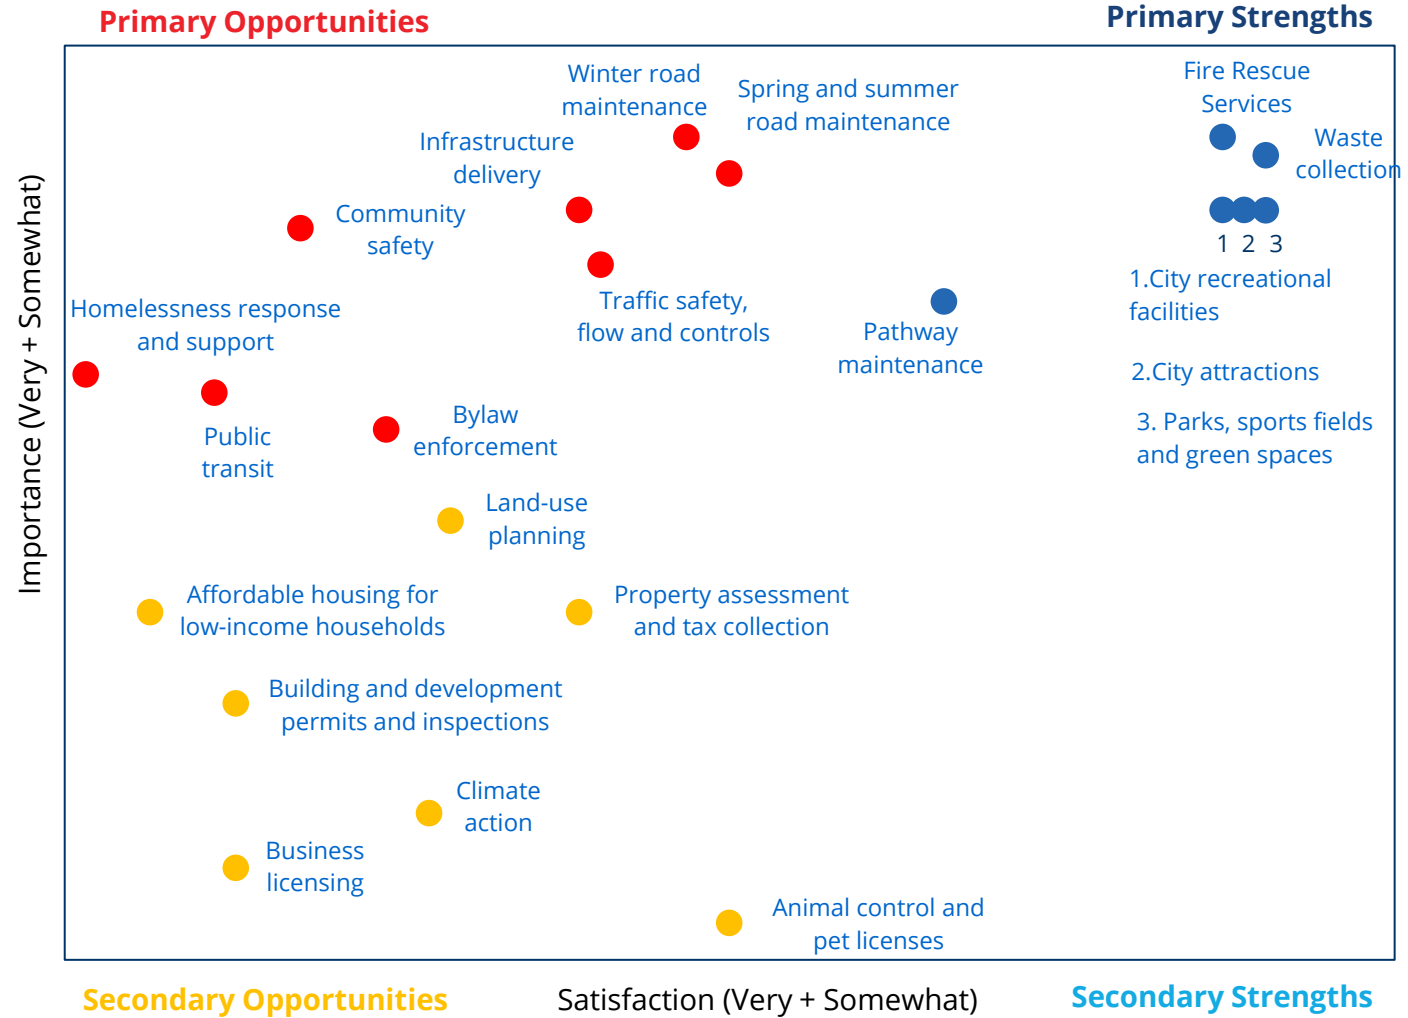 Primary Opportunities
Primary Strengths
Winter road
maintenance
Spring and summer
road maintenance
Fire Rescue
Services
Waste
collection
Infrastructure
delivery
Community
safety
1 2 3
Traffic safety,
flow and controls
Pathway
maintenance
1.City recreational
facilities
2.City attractions
3. Parks, sports fields
and green spaces
Homelessness response
and support
Public
transit
Bylaw
enforcement
Land-use
planning
Affordable housing for
low-income households
Property assessment
and tax collection
Building and development
permits and inspections
Climate
action
Business
licensing
Animal control and
pet licenses
Importance (Very + Somewhat)
Secondary Opportunities
Satisfaction (Very + Somewhat)
Secondary Strengths